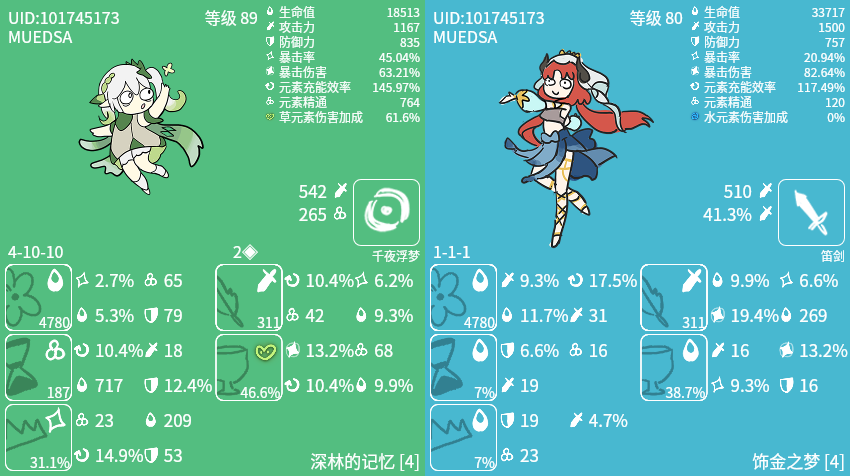 UID:101745173 等级 89
MUEDSA
生命值 18513
攻击力 1167
防御力 835
暴击率 45.04%
暴击伤害 63.21%
元素充能效率 145.97%
元素精通 764
草元素伤害加成 61.6%
542
265
4-10-10
2
千夜浮梦
4780
2.7% 65
5.3% 79
311
10.4% 6.2%
42 9.3%
187
10.4% 18
717 12.4%
46.6%
13.2% 68
10.4% 9.9%
31.1%
23 209
14.9% 53
深林的记忆 [4]
UID:101745173 等级 80
MUEDSA
生命值 33717
攻击力 1500
防御力 757
暴击率 20.94%
暴击伤害 82.64%
元素充能效率 117.49%
元素精通 120
水元素伤害加成 0%
510
41.3%
1-1-1
笛剑
4780
9.3% 17.5%
11.7% 31
311
9.9% 6.6%
19.4% 269
7%
6.6% 16
19
38.7%
16 13.2%
9.3% 16
7%
19 4.7%
23
饰金之梦 [4]